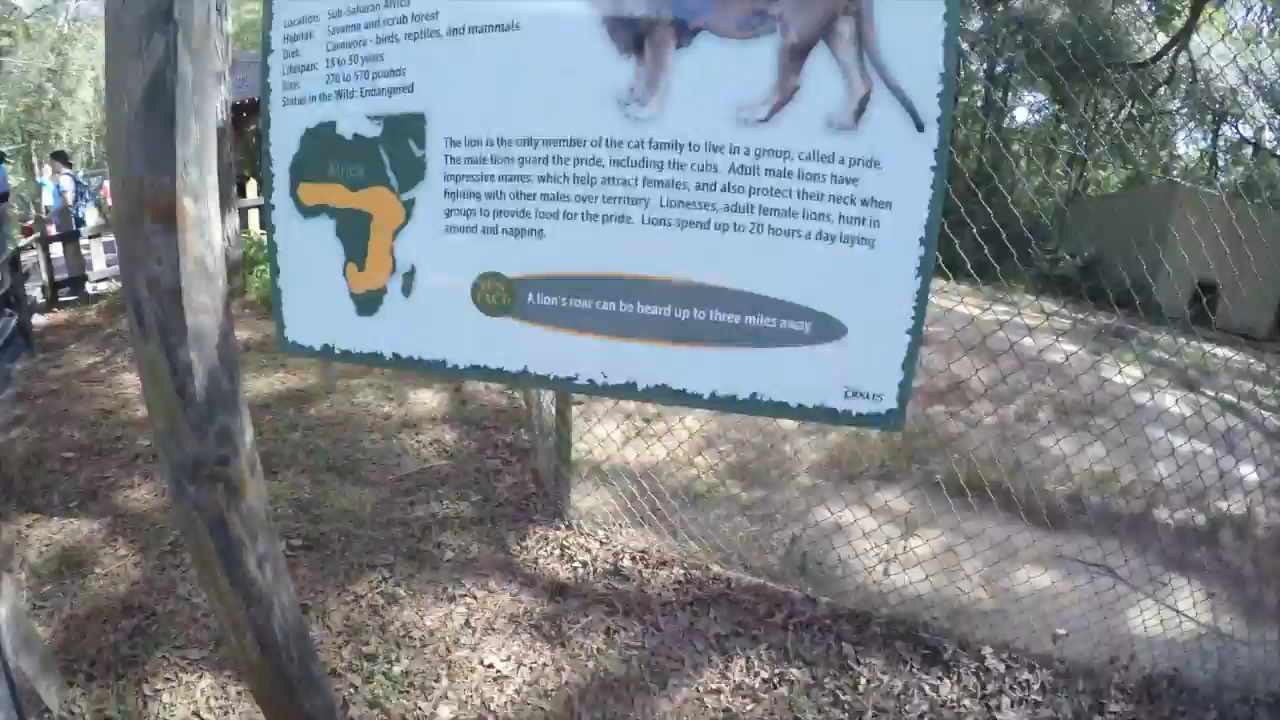 Location: Sub-Saharan Africa
Habitat: Savanna and scrub forest
Diet: Carnivore - birds, reptiles, and mammals
Lifespan: 15 to 30 years
Size: 270 to 570 pounds
Status in the Wild: Endangered
Africa
The lion is the only member of the cat family to live in a group, called a pride.
The male lions guard the pride, including the cubs. Adult male lions have
impressive manes, which help attract females, and also protect their neck when
fighting with other males over territory. Lionesses, adult female lions, hunt in
groups to provide food for the pride. Lions spend up to 20 hours a day laying
around and napping.
FUN
FACT:
A lion's roar can be heard up to three miles away